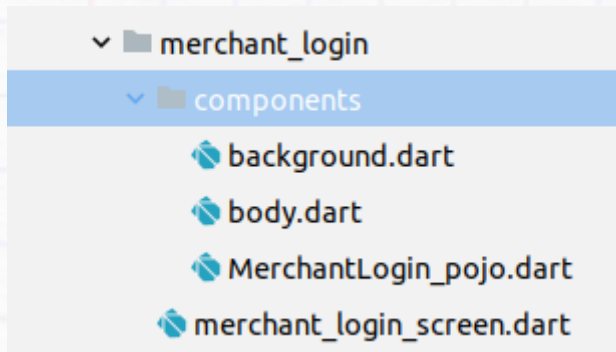 merchant_login
components
background.dart
body.dart
MerchantLogin_pojo.dart
merchant_login_screen.dart